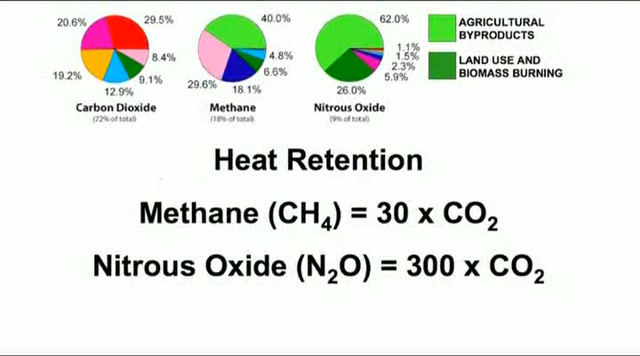 20.6%
29.5%
8.4%
9.1%
12.9%
19.2%
Carbon Dioxide
(72% of total)
40.0%
4.8%
6.6%
18.1%
29.6%
Methane
(18% of total)
62.0%
1.1%
1.5%
2.3%
5.9%
26.0%
Nitrous Oxide
(9% of total)
AGRICULTURAL
BYPRODUCTS
LAND USE AND
BIOMASS BURNING
Heat Retention
Methane (CH₄) = 30 x CO₂
Nitrous Oxide (N₂O) = 300 x CO₂